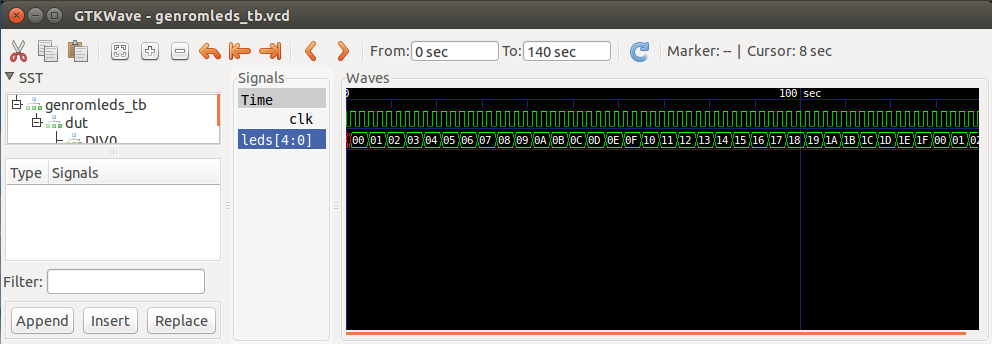 GTKWave - genromleds_tb.vcd
From: 0 sec To: 140 sec Marker: -- | Cursor: 8 sec
SST
genromleds_tb
dut
DIV0
Type Signals
Filter:
Append Insert Replace
Signals
Time
clk
leds[4:0]
Waves
0 100 sec
00 01 02 03 04 05 06 07 08 09 0A 0B 0C 0D 0E 0F 10 11 12 13 14 15 16 17 18 19 1A 1B 1C 1D 1E 1F 00 01 02